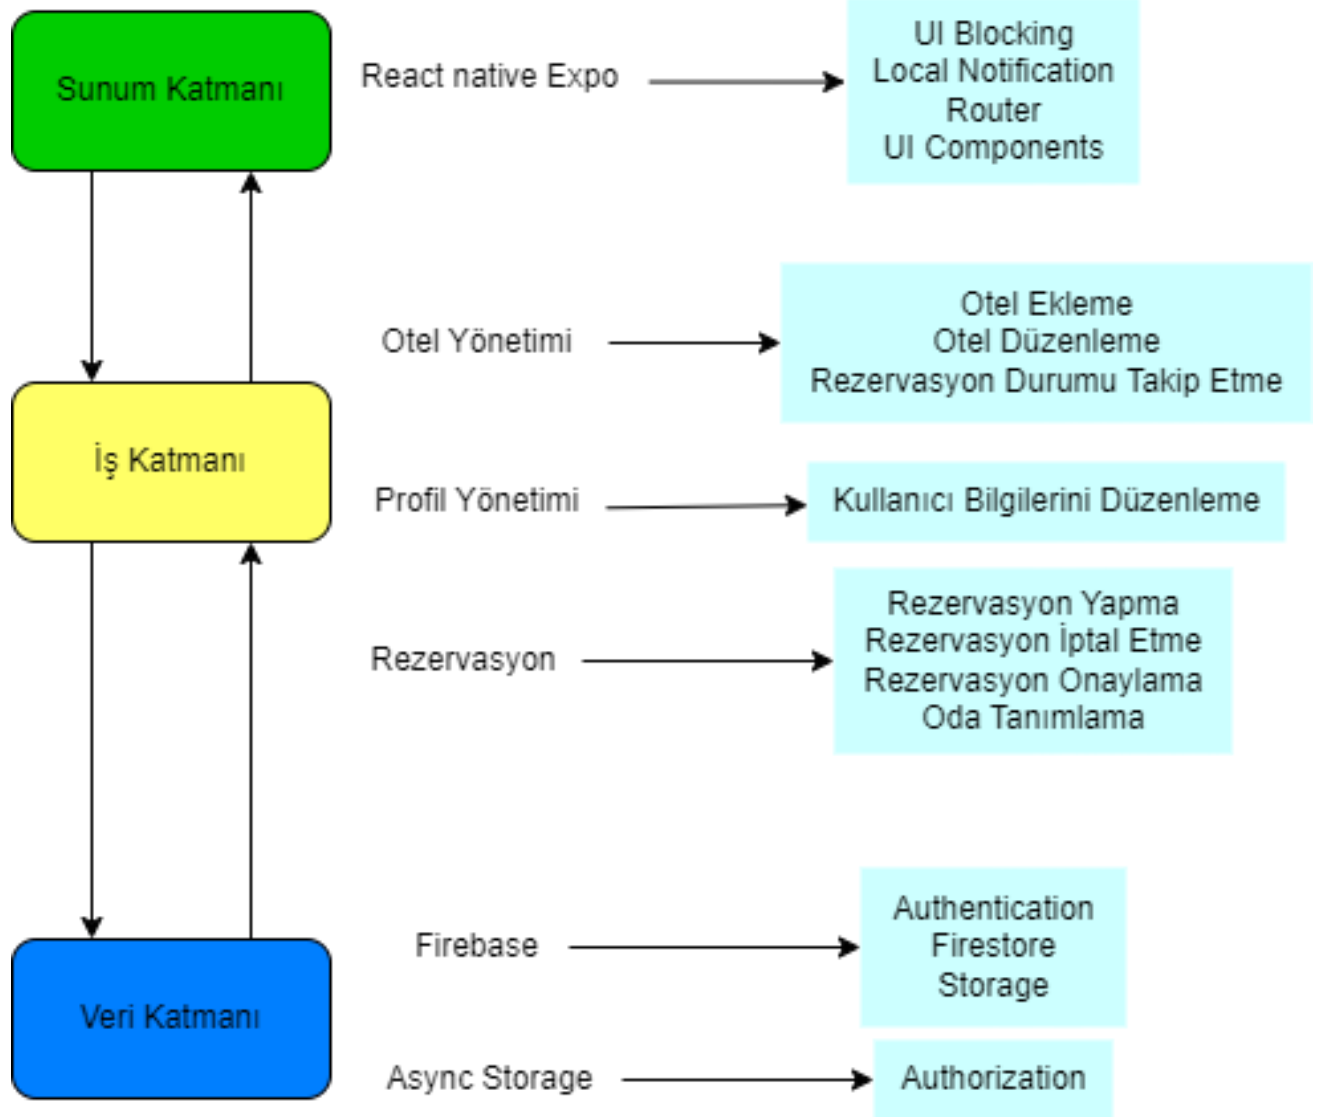 Sunum Katmanı
React native Expo
UI Blocking
Local Notification
Router
UI Components
Otel Yönetimi
Otel Ekleme
Otel Düzenleme
Rezervasyon Durumu Takip Etme
İş Katmanı
Profil Yönetimi
Kullanıcı Bilgilerini Düzenleme
Rezervasyon
Rezervasyon Yapma
Rezervasyon İptal Etme
Rezervasyon Onaylama
Oda Tanımlama
Veri Katmanı
Firebase
Authentication
Firestore
Storage
Async Storage
Authorization